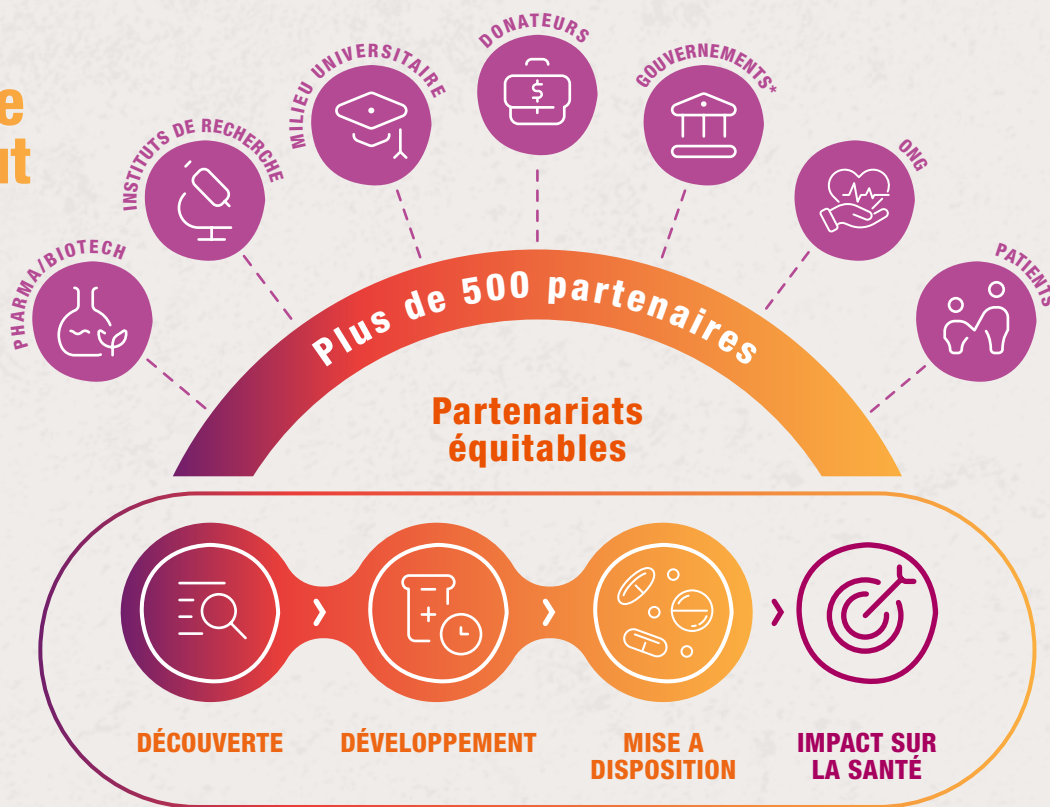 PHARMA/BIOTECH
INSTITUTS DE RECHERCHE
MILIEU UNIVERSITAIRE
DONATEURS
GOUVERNEMENTS*
ONG
PATIENTS
Plus de 500 partenaires
Partenariats
équitables
DÉCOUVERTE
DÉVELOPPEMENT
MISE A
DISPOSITION
IMPACT SUR
LA SANTÉ